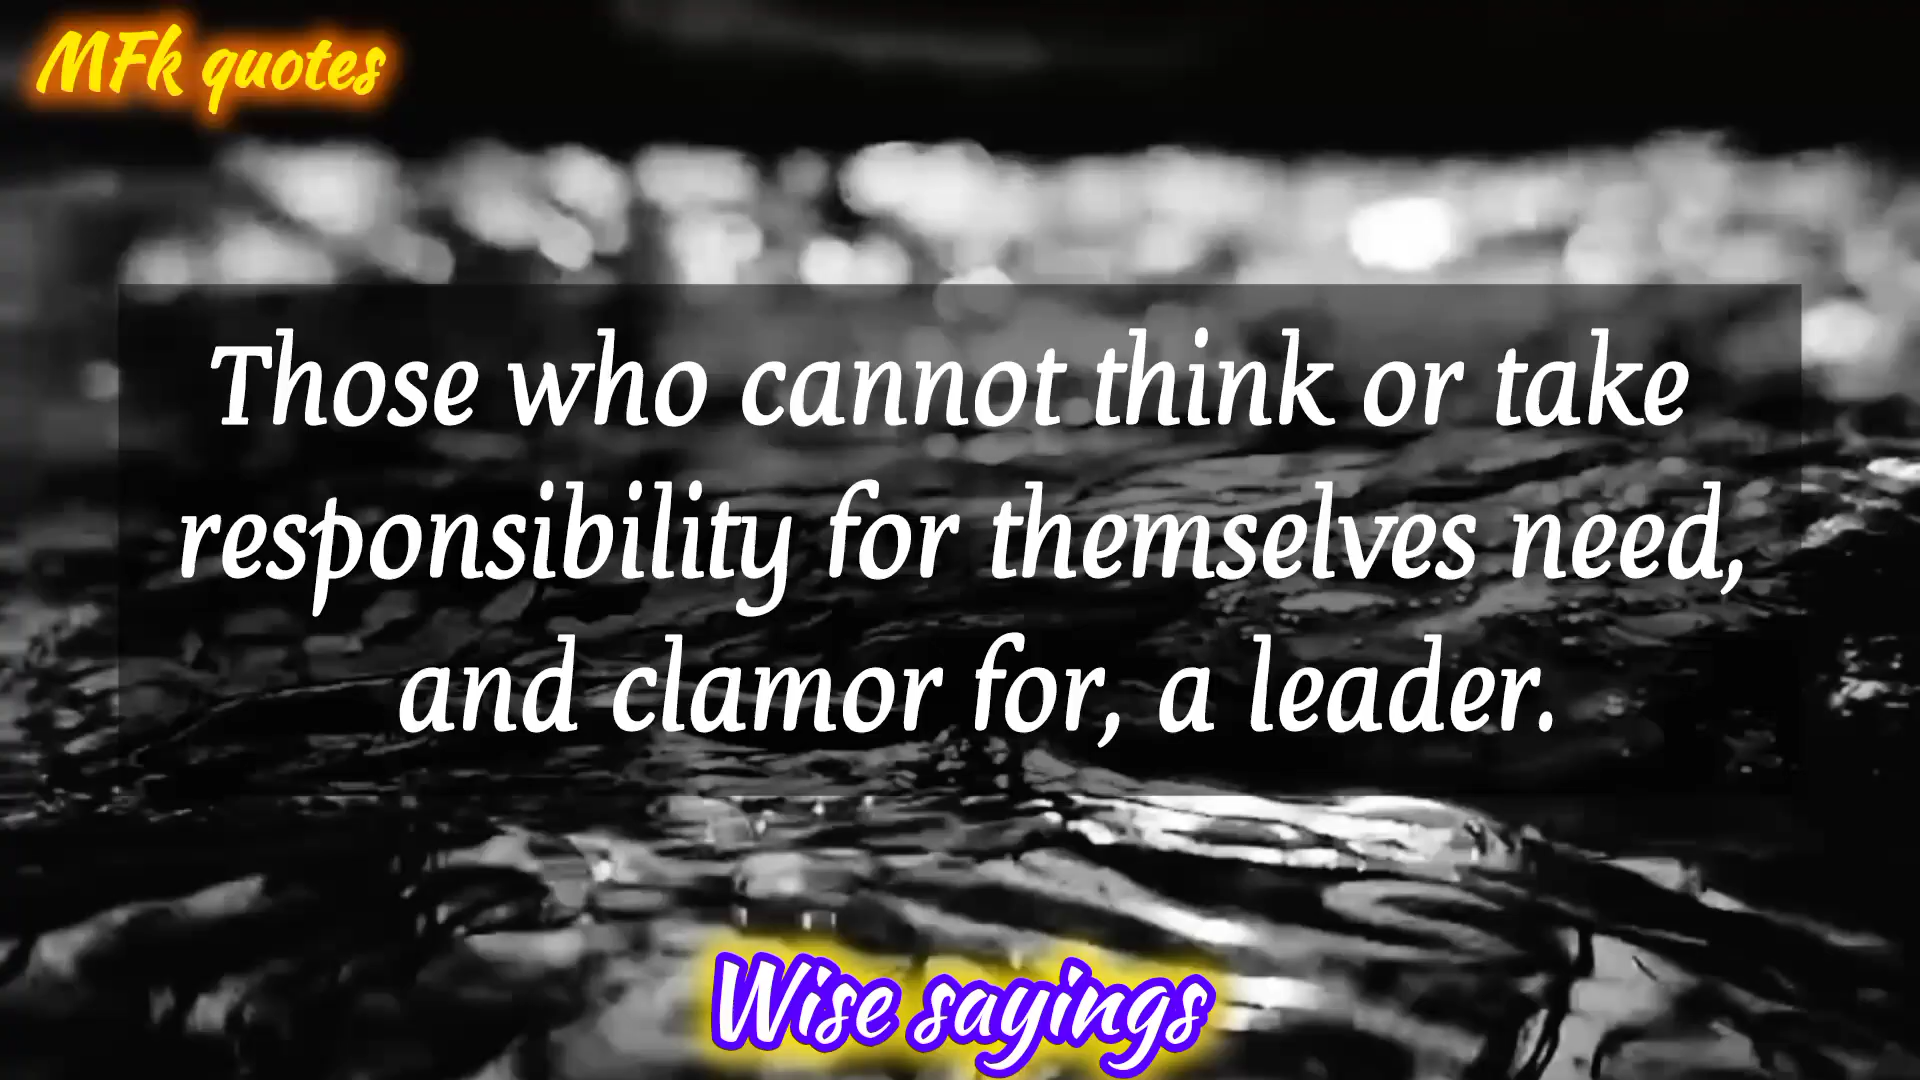 MFk quotes
Those who cannot think or take
responsibility for themselves need,
and clamor for, a leader.
Wise sayings